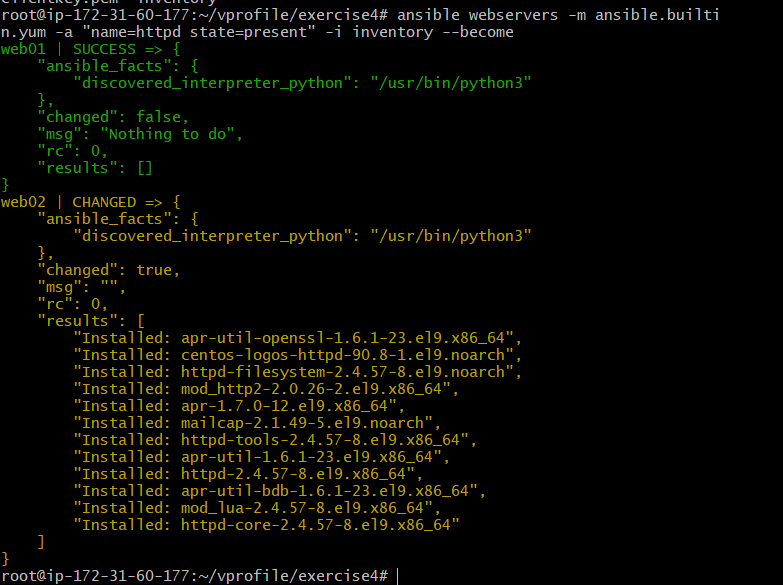 clientkey.pem  inventory
root@ip-172-31-60-177:~/vprofile/exercise4# ansible webservers -m ansible.builti
n.yum -a "name=httpd state=present" -i inventory --become
web01 | SUCCESS => {
    "ansible_facts": {
        "discovered_interpreter_python": "/usr/bin/python3"
    },
    "changed": false,
    "msg": "Nothing to do",
    "rc": 0,
    "results": []
}
web02 | CHANGED => {
    "ansible_facts": {
        "discovered_interpreter_python": "/usr/bin/python3"
    },
    "changed": true,
    "msg": "",
    "rc": 0,
    "results": [
        "Installed: apr-util-openssl-1.6.1-23.el9.x86_64",
        "Installed: centos-logos-httpd-90.8-1.el9.noarch",
        "Installed: httpd-filesystem-2.4.57-8.el9.noarch",
        "Installed: mod_http2-2.0.26-2.el9.x86_64",
        "Installed: apr-1.7.0-12.el9.x86_64",
        "Installed: mailcap-2.1.49-5.el9.noarch",
        "Installed: httpd-tools-2.4.57-8.el9.x86_64",
        "Installed: apr-util-1.6.1-23.el9.x86_64",
        "Installed: httpd-2.4.57-8.el9.x86_64",
        "Installed: apr-util-bdb-1.6.1-23.el9.x86_64",
        "Installed: mod_lua-2.4.57-8.el9.x86_64",
        "Installed: httpd-core-2.4.57-8.el9.x86_64"
    ]
}
root@ip-172-31-60-177:~/vprofile/exercise4#